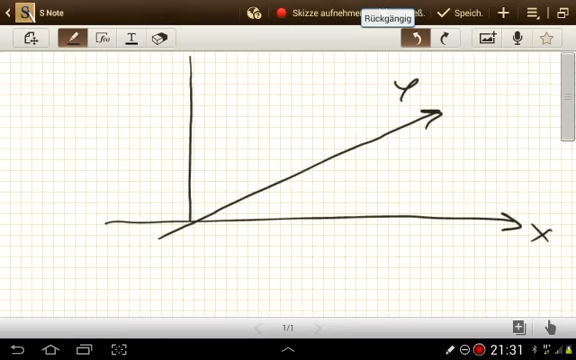 S Note
Skizze aufnehmen
Rückgängig
Speich.
f(x)
T
Y
X
1/1
21:31